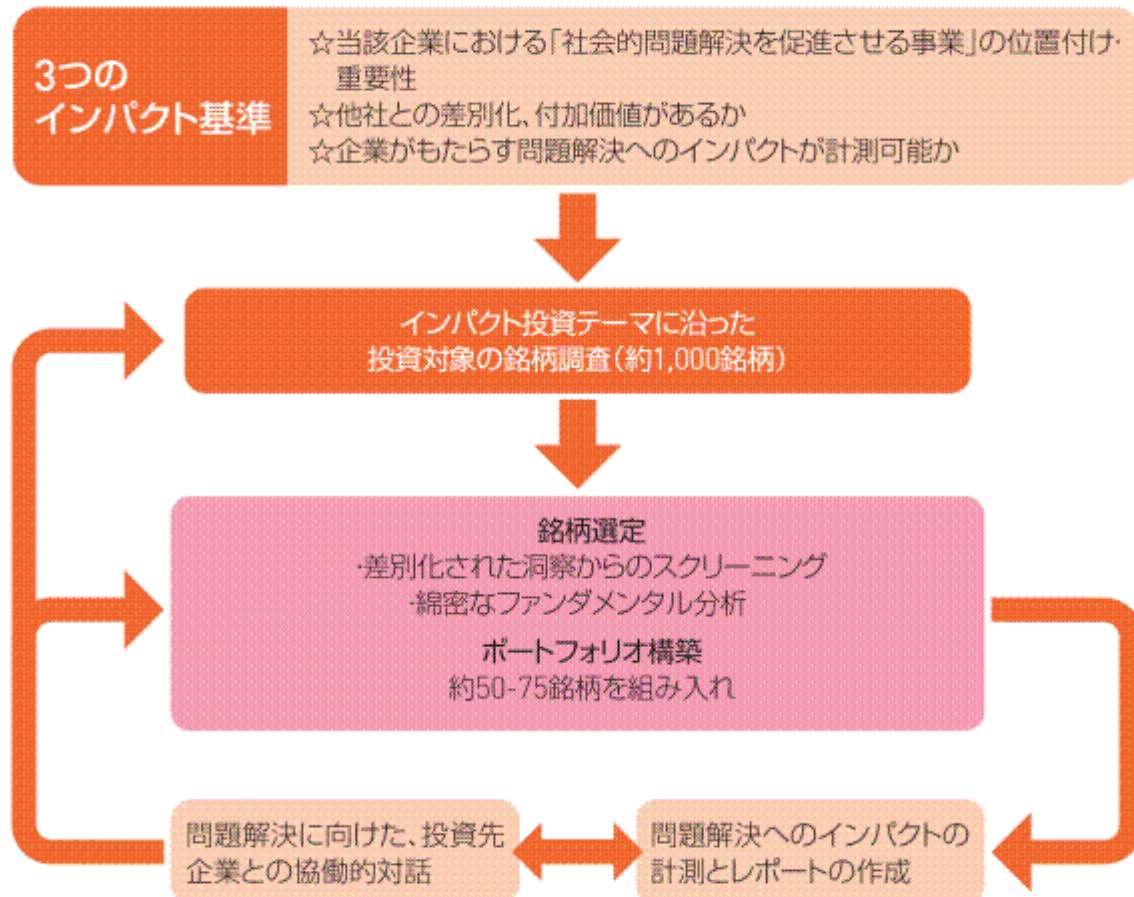 3つの
インパクト基準
☆当該企業における「社会的問題解決を促進させる事業」の位置付け・
重要性
☆他社との差別化、付加価値があるか
☆企業がもたらす問題解決へのインパクトが計測可能か
インパクト投資テーマに沿った
投資対象の銘柄調査(約1,000銘柄)
銘柄選定
・差別化された洞察からのスクリーニング
・綿密なファンダメンタル分析
ポートフォリオ構築
約50-75銘柄を組み入れ
問題解決に向けた、投資先
企業との協働的対話
問題解決へのインパクトの
計測とレポートの作成